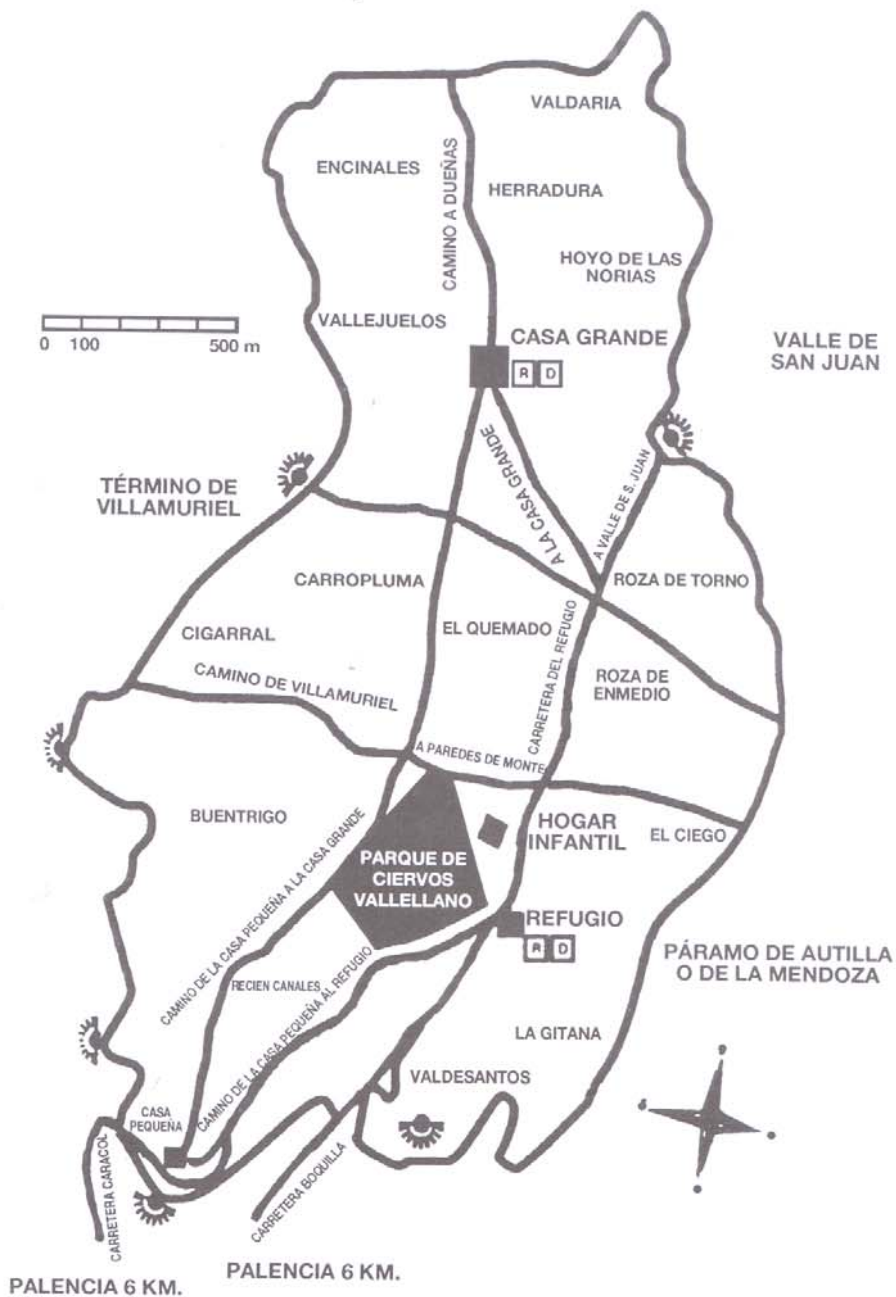 VALDARIA
ENCINALES
CAMINO A DUEÑAS
HERRADURA
HOYO DE LAS
NORIAS
VALLEJUELOS
0 100 500 m
CASA GRANDE
R D
VALLE DE
SAN JUAN
A LA CASA GRANDE
A VALLE DE S. JUAN
TÉRMINO DE
VILLAMURIEL
CARROPLUMA
ROZA DE TORNO
CIGARRAL
EL QUEMADO
CARRETERA DEL REFUGIO
ROZA DE
ENMEDIO
CAMINO DE VILLAMURIEL
A PAREDES DE MONTE
BUENTRIGO
HOGAR
INFANTIL
EL CIEGO
PARQUE DE
CIERVOS
VALLELLANO
CAMINO DE LA CASA PEQUEÑA A LA CASA GRANDE
REFUGIO
R D
PÁRAMO DE AUTILLA
O DE LA MENDOZA
RECIEN CANALES
CAMINO DE LA CASA PEQUEÑA AL REFUGIO
LA GITANA
VALDESANTOS
CASA
PEQUEÑA
CARRETERA CARACOL
CARRETERA BOQUILLA
PALENCIA 6 KM.
PALENCIA 6 KM.